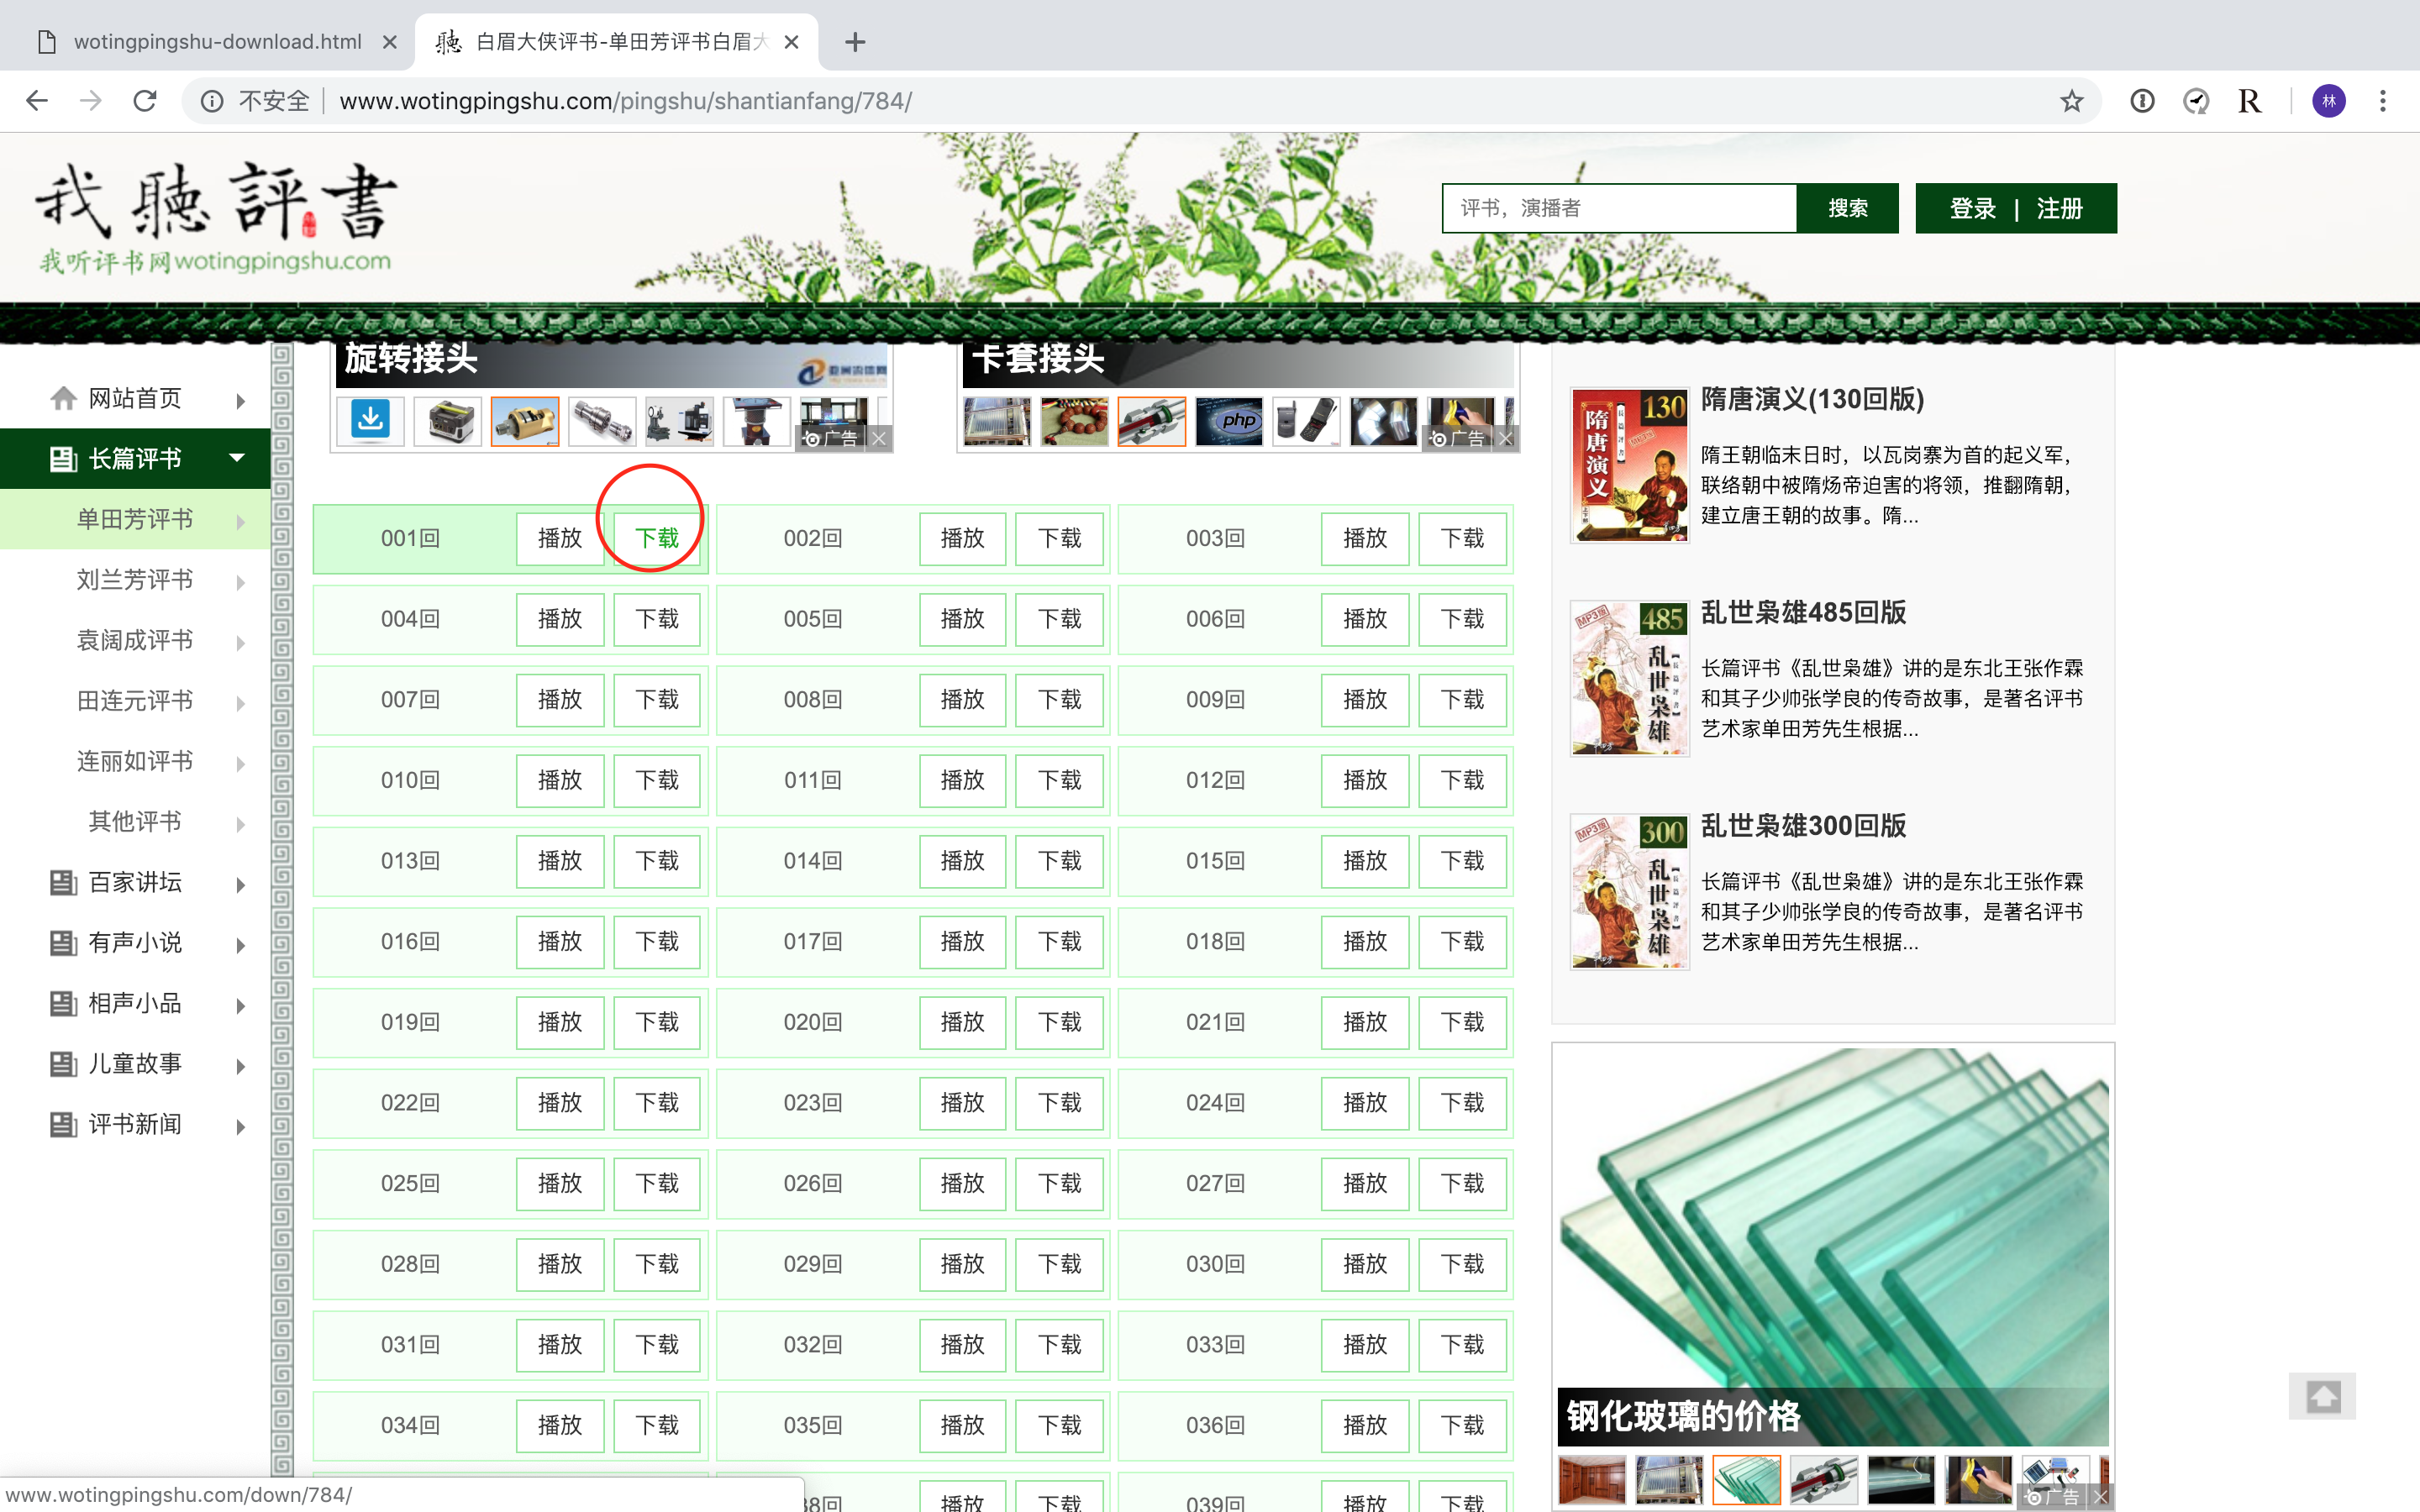 wotingpingshu-download.html
白眉大侠评书-单田芳评书白眉大
不安全
www.wotingpingshu.com/pingshu/shantianfang/784/
R
林
我聽評書
我听评书网wotingpingshu.com
评书，演播者
搜索
登录 | 注册
旋转接头
广告
卡套接头
php
广告
网站首页
长篇评书
单田芳评书
刘兰芳评书
袁阔成评书
田连元评书
连丽如评书
其他评书
百家讲坛
有声小说
相声小品
儿童故事
评书新闻
001回 播放 下载 002回 播放 下载 003回 播放 下载
004回 播放 下载 005回 播放 下载 006回 播放 下载
007回 播放 下载 008回 播放 下载 009回 播放 下载
010回 播放 下载 011回 播放 下载 012回 播放 下载
013回 播放 下载 014回 播放 下载 015回 播放 下载
016回 播放 下载 017回 播放 下载 018回 播放 下载
019回 播放 下载 020回 播放 下载 021回 播放 下载
022回 播放 下载 023回 播放 下载 024回 播放 下载
025回 播放 下载 026回 播放 下载 027回 播放 下载
028回 播放 下载 029回 播放 下载 030回 播放 下载
031回 播放 下载 032回 播放 下载 033回 播放 下载
034回 播放 下载 035回 播放 下载 036回 播放 下载
38回 播放 下载 039回 播放 下载
130
隋唐演义
隋唐演义(130回版)
隋王朝临末日时，以瓦岗寨为首的起义军，
联络朝中被隋炀帝迫害的将领，推翻隋朝，
建立唐王朝的故事。隋...
MP3版
485
乱世枭雄
乱世枭雄485回版
长篇评书《乱世枭雄》讲的是东北王张作霖
和其子少帅张学良的传奇故事，是著名评书
艺术家单田芳先生根据...
MP3版
300
乱世枭雄
乱世枭雄300回版
长篇评书《乱世枭雄》讲的是东北王张作霖
和其子少帅张学良的传奇故事，是著名评书
艺术家单田芳先生根据...
钢化玻璃的价格
广告
www.wotingpingshu.com/down/784/